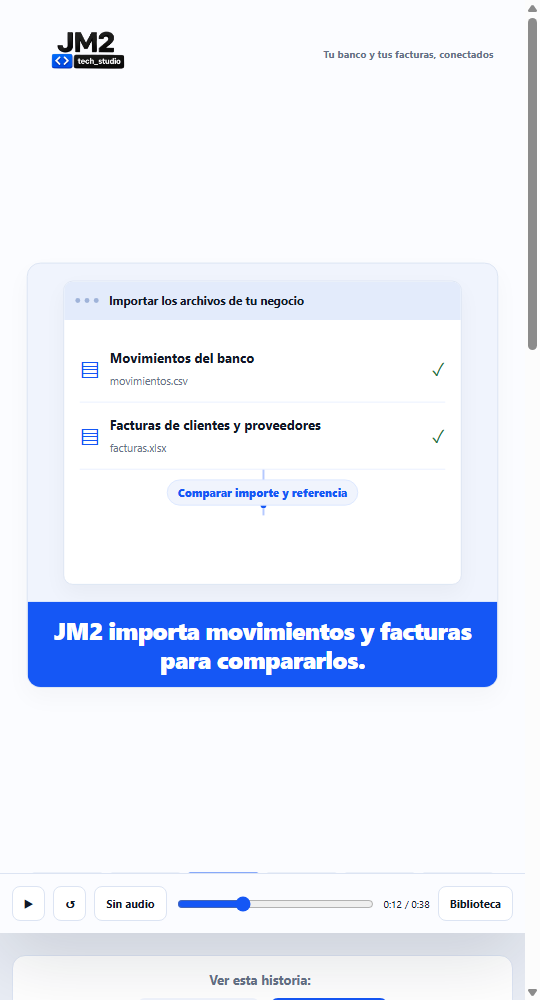 JM2
<> tech_studio
Tu banco y tus facturas, conectados
Importar los archivos de tu negocio
Movimientos del banco
movimientos.csv
Facturas de clientes y proveedores
facturas.xlsx
Comparar importe y referencia
JM2 importa movimientos y facturas
para compararlos.
Sin audio
0:12 / 0:38
Biblioteca
Ver esta historia: